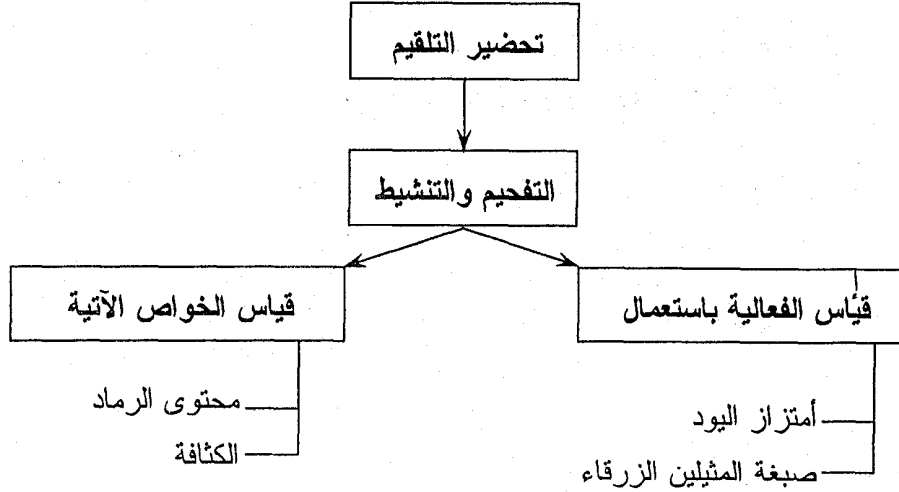 تحضير التلقيم
التفحيم والتنشيط
قياس الفعالية باستعمال
أمتزاز اليود
صبغة المثيلين الزرقاء
قياس الخواص الآتية
محتوى الرماد
الكثافة